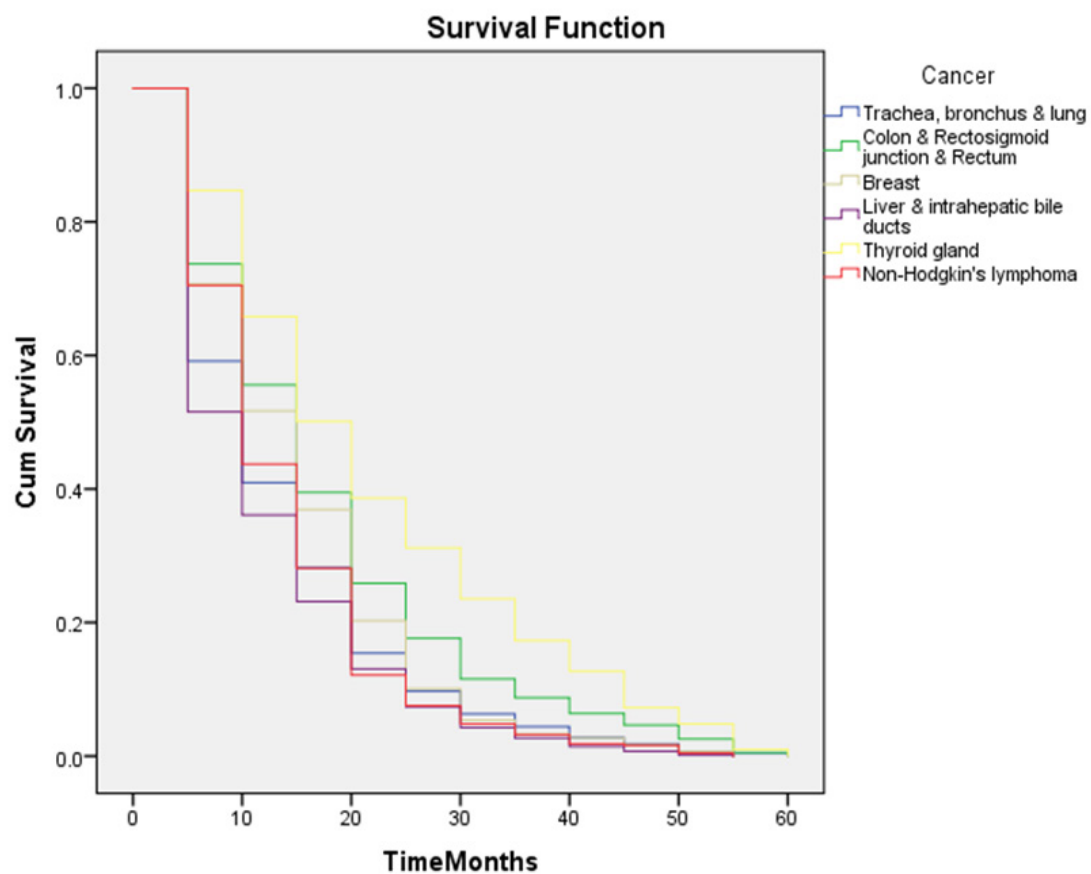 Survival Function
Cancer
Trachea, bronchus & lung
Colon & Rectosigmoid
junction & Rectum
Breast
Liver & intrahepatic bile
ducts
Thyroid gland
Non-Hodgkin's lymphoma
Cum Survival
1.0
0.8
0.6
0.4
0.2
0.0
0 10 20 30 40 50 60
TimeMonths